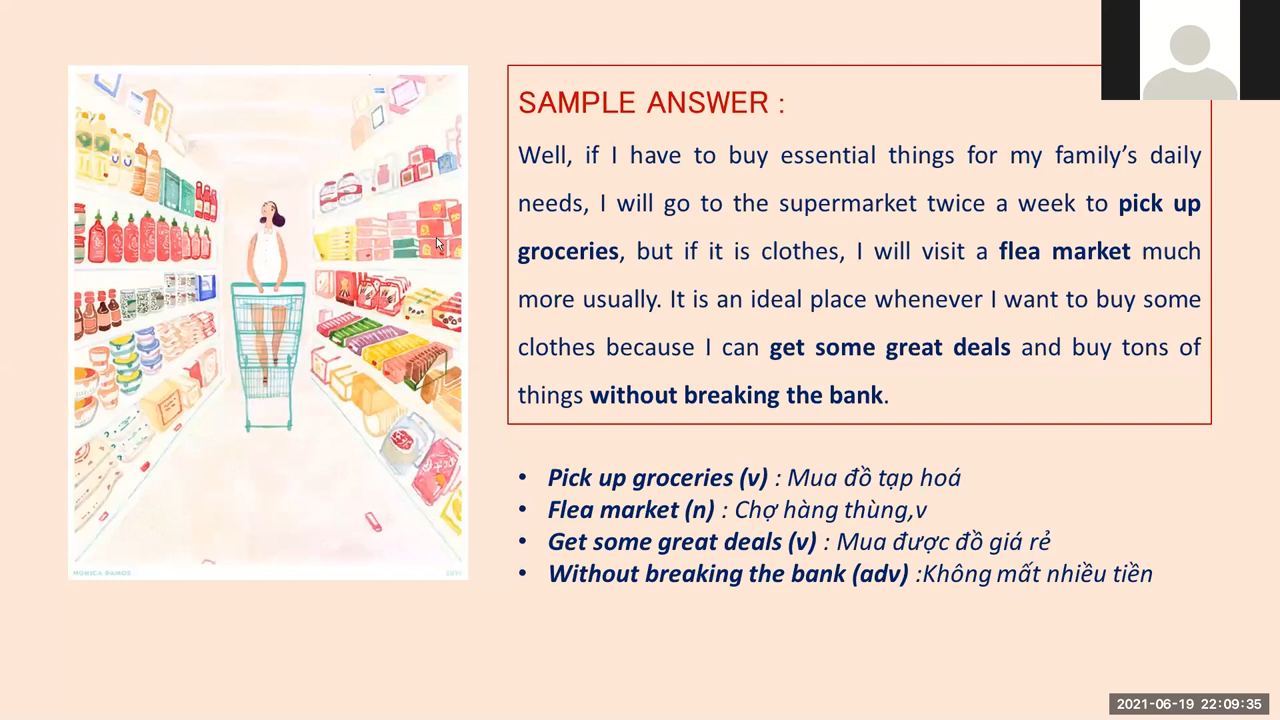 SAMPLE ANSWER :
Well, if I have to buy essential things for my family’s daily
needs, I will go to the supermarket twice a week to pick up
groceries, but if it is clothes, I will visit a flea market much
more usually. It is an ideal place whenever I want to buy some
clothes because I can get some great deals and buy tons of
things without breaking the bank.
• Pick up groceries (v) : Mua đồ tạp hoá
• Flea market (n) : Chợ hàng thùng,v
• Get some great deals (v) : Mua được đồ giá rẻ
• Without breaking the bank (adv) :Không mất nhiều tiền
MONICA RAMOS
2021-06-19 22:09:35